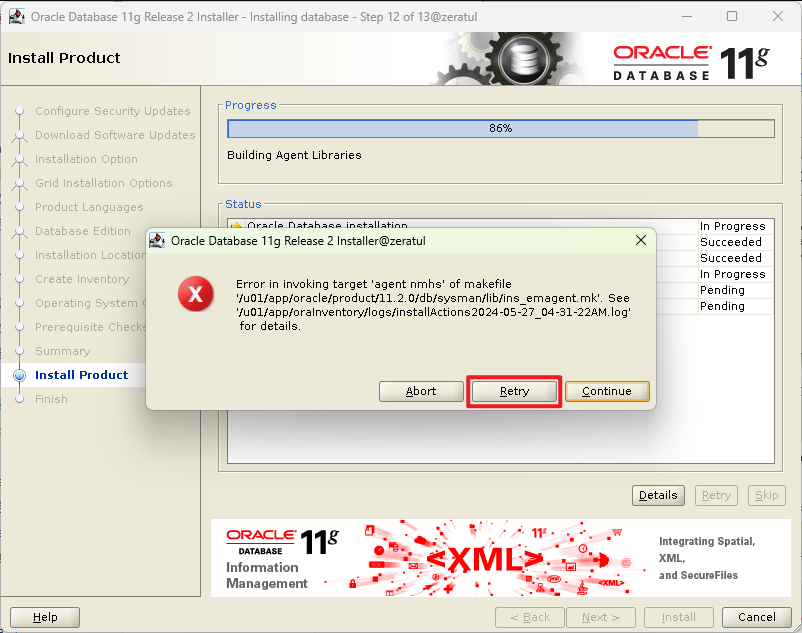 Oracle Database 11g Release 2 Installer - Installing database - Step 12 of 13@zeratul
Install Product
ORACLE
DATABASE
11g
Configure Security Updates
Download Software Updates
Installation Option
Grid Installation Options
Product Languages
Database Edition
Installation Location
Create Inventory
Operating System
Prerequisite Checks
Summary
Install Product
Finish
Progress
86%
Building Agent Libraries
Status
Oracle Database installation
In Progress
Succeeded
Succeeded
In Progress
Pending
Pending
Oracle Database 11g Release 2 Installer@zeratul
Error in invoking target 'agent nmhs' of makefile
'/u01/app/oracle/product/11.2.0/db/sysman/lib/ins_emagent.mk'. See
'/u01/app/oraInventory/logs/installActions2024-05-27_04-31-22AM.log'
for details.
Abort
Retry
Continue
Details
Retry
Skip
ORACLE
DATABASE
11g
Information
Management
<XML>
11g
<XML>
Integrating Spatial,
XML,
and SecureFiles
Help
< Back
Next >
Install
Cancel